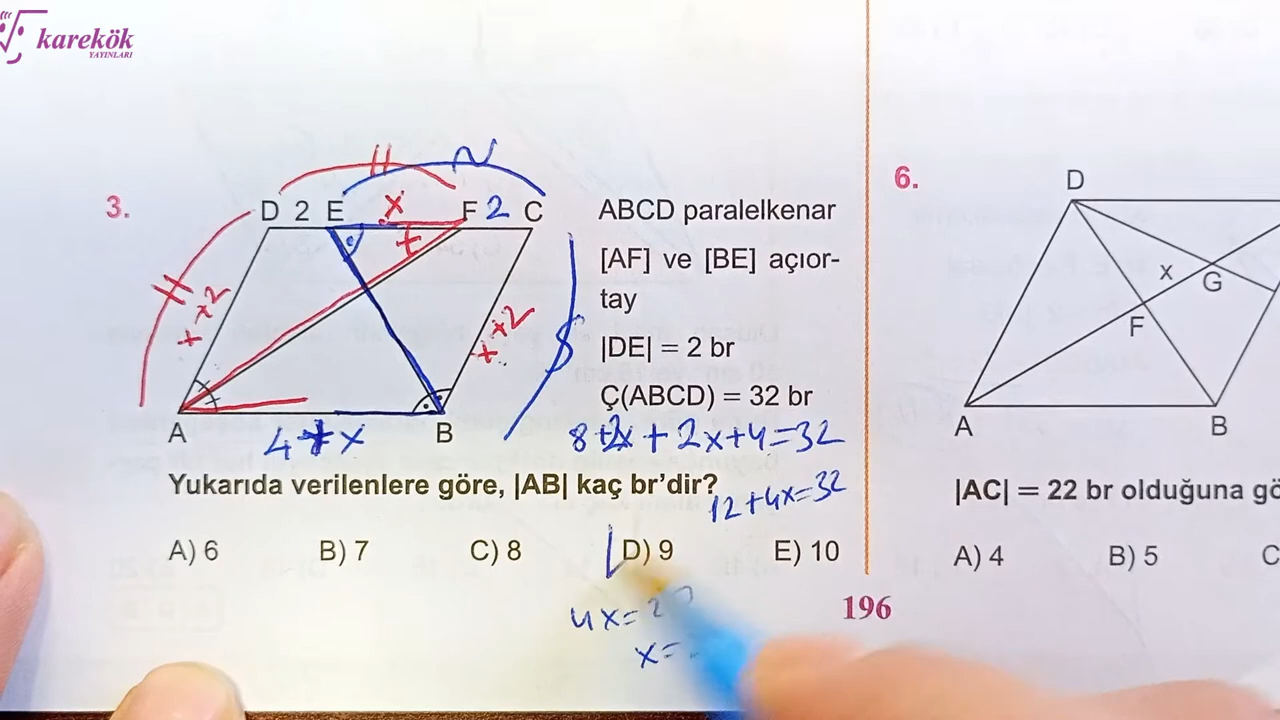 karekök
YAYINLARI
3.
D 2 E x F 2 C
x
x+2
x+2
A 4+x B
ABCD paralelkenar
[AF] ve [BE] açıor-
tay
|DE| = 2 br
Ç(ABCD) = 32 br
8+2x + 2x+4=32
12+4x=32
Yukarıda verilenlere göre, |AB| kaç br'dir?
A) 6 B) 7 C) 8 D) 9 E) 10
4x=2
x=
196
6.
D
x
G
F
A B
|AC| = 22 br olduğuna gö
A) 4 B) 5 C